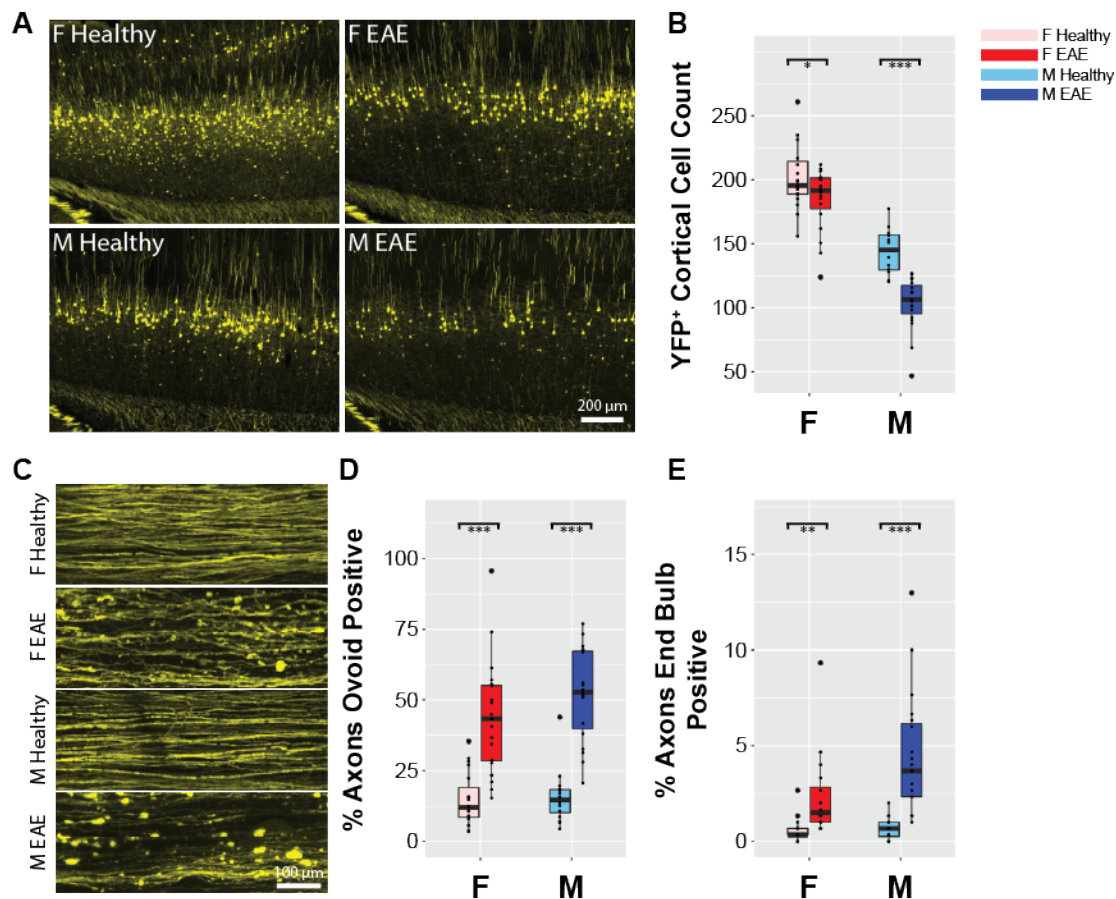 A
F Healthy
F EAE
M Healthy
M EAE
200 µm
B
YFP⁺ Cortical Cell Count
250
200
150
100
50
*
***
F
M
F Healthy
F EAE
M Healthy
M EAE
C
F Healthy
F EAE
M Healthy
M EAE
100 µm
D
% Axons Ovoid Positive
100
75
50
25
0
***
***
F
M
E
% Axons End Bulb
Positive
15
10
5
0
**
***
F
M